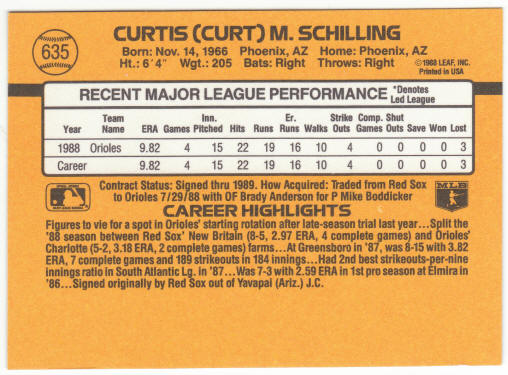 635
CURTIS (CURT) M. SCHILLING
Born: Nov. 14, 1966 Phoenix, AZ Home: Phoenix, AZ
Ht.: 6'4" Wgt.: 205 Bats: Right Throws: Right
©1988 LEAF, INC.
Printed in USA
RECENT MAJOR LEAGUE PERFORMANCE *Denotes Led League
Year Team Name ERA Games Inn. Pitched Hits Runs Er. Runs Walks Strike Outs Comp. Games Shut Outs Save Won Lost
1988 Orioles 9.82 4 15 22 19 16 10 4 0 0 0 0 3
Career 9.82 4 15 22 19 16 10 4 0 0 0 0 3
Contract Status: Signed thru 1989. How Acquired: Traded from Red Sox
to Orioles 7/29/88 with OF Brady Anderson for P Mike Boddicker
MLB
CAREER HIGHLIGHTS
Figures to vie for a spot in Orioles' starting rotation after late-season trial last year...Split the
'88 season between Red Sox' New Britain (8-5, 2.97 ERA, 4 complete games) and Orioles'
Charlotte (5-2, 3.18 ERA, 2 complete games) farms...At Greensboro in '87, was 8-15 with 3.82
ERA, 7 complete games and 189 strikeouts in 184 innings...Had 2nd best strikeouts-per-nine
innings ratio in South Atlantic Lg. in '87...Was 7-3 with 2.59 ERA in 1st pro season at Elmira in
'86...Signed originally by Red Sox out of Yavapai (Ariz.) J.C.